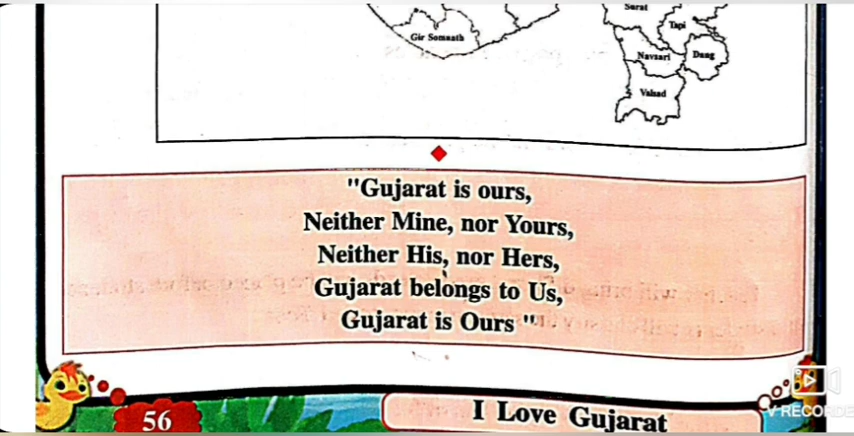 Surat
Tapi
Gir Somnath
Navsari
Dang
Valsad
"Gujarat is ours,
Neither Mine, nor Yours,
Neither His, nor Hers,
Gujarat belongs to Us,
Gujarat is Ours "
56
I Love Gujarat
V RECORDE